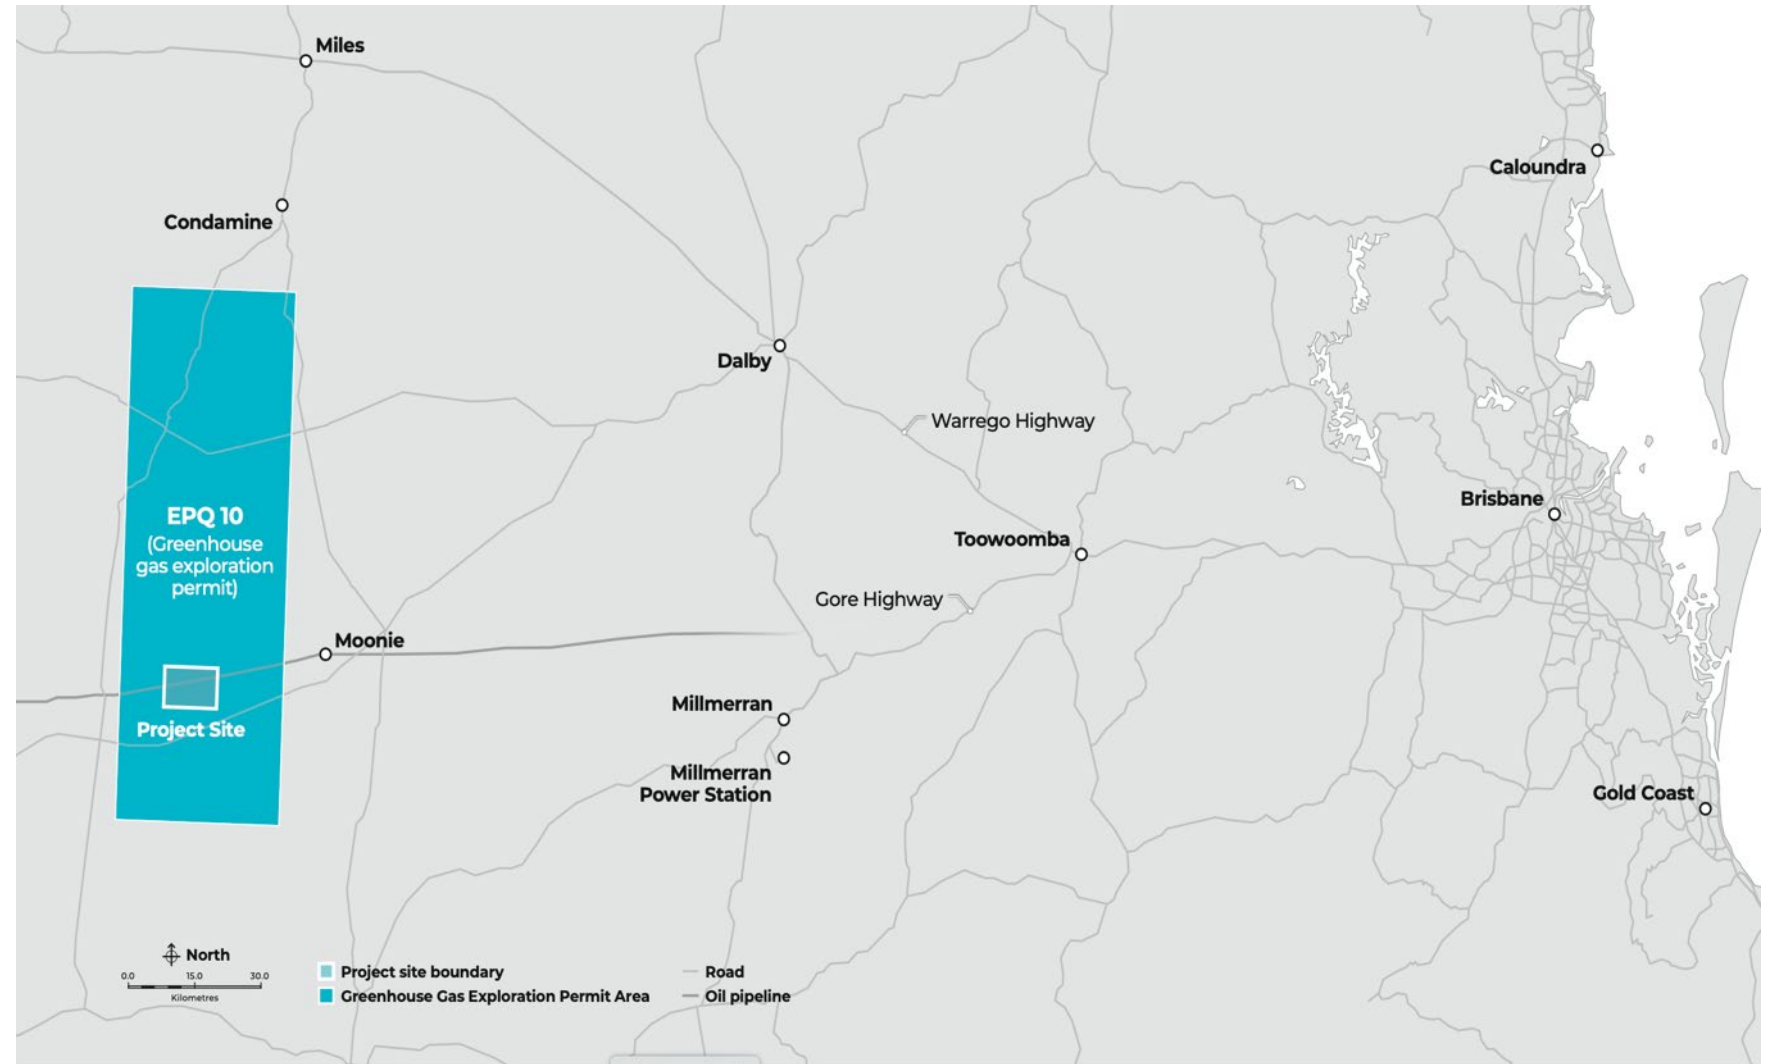 Miles
Caloundra
Condamine
Dalby
Warrego Highway
Brisbane
EPQ 10
(Greenhouse
gas exploration
permit)
Toowoomba
Gore Highway
Moonie
Project Site
Millmerran
Millmerran
Power Station
Gold Coast
North
0.0 15.0 30.0
Kilometres
Project site boundary
Greenhouse Gas Exploration Permit Area
Road
Oil pipeline